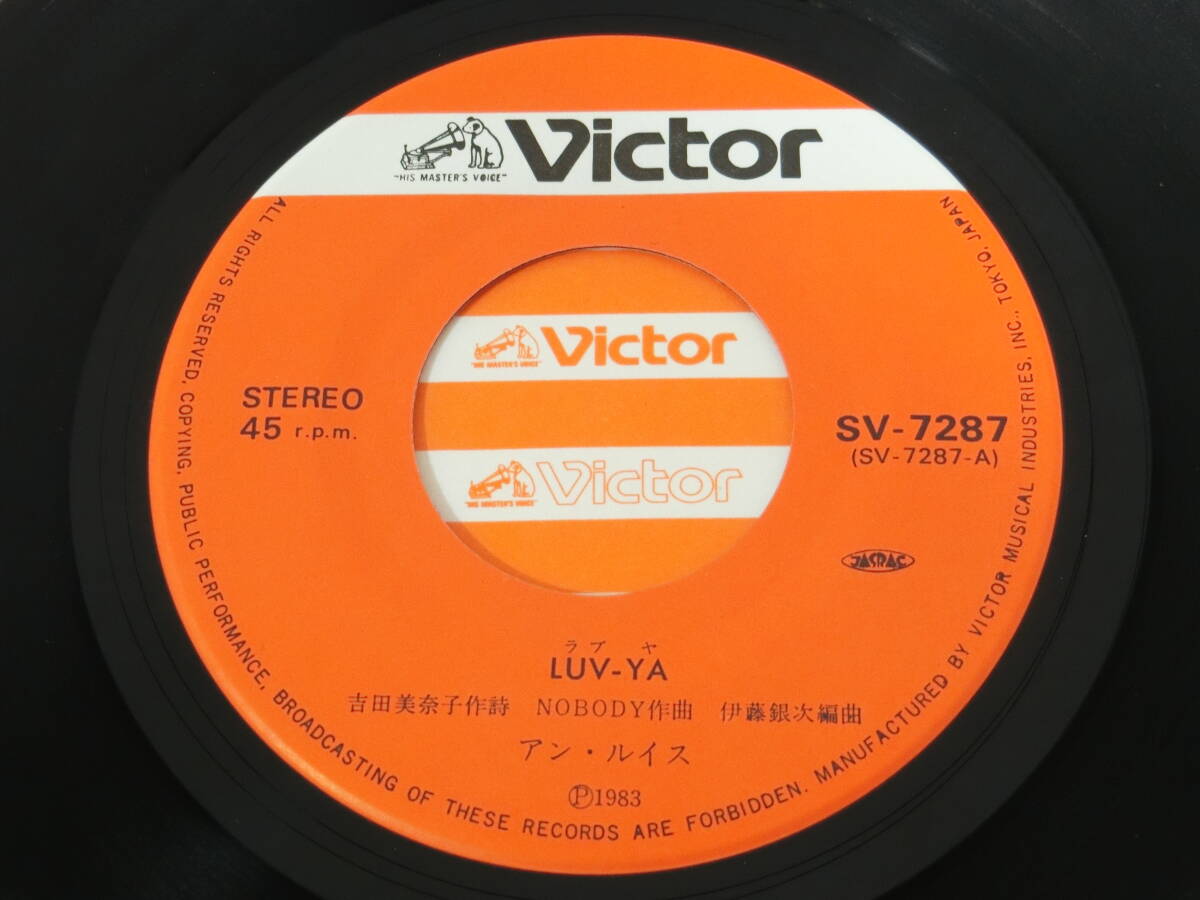 Victor
"HIS MASTER'S VOICE"
Victor
"HIS MASTER'S VOICE"
STEREO
45 r.p.m.
SV-7287
(SV-7287-A)
Victor
"HIS MASTER'S VOICE"
JASRAC
ラブヤ
LUV-YA
吉田美奈子作詩 NOBODY作曲 伊藤銀次編曲
アン・ルイス
Ⓟ1983
ALL RIGHTS RESERVED. COPYING, PUBLIC PERFORMANCE, BROADCASTING OF THESE RECORDS ARE FORBIDDEN. MANUFACTURED BY VICTOR MUSICAL INDUSTRIES, INC., TOKYO, JAPAN